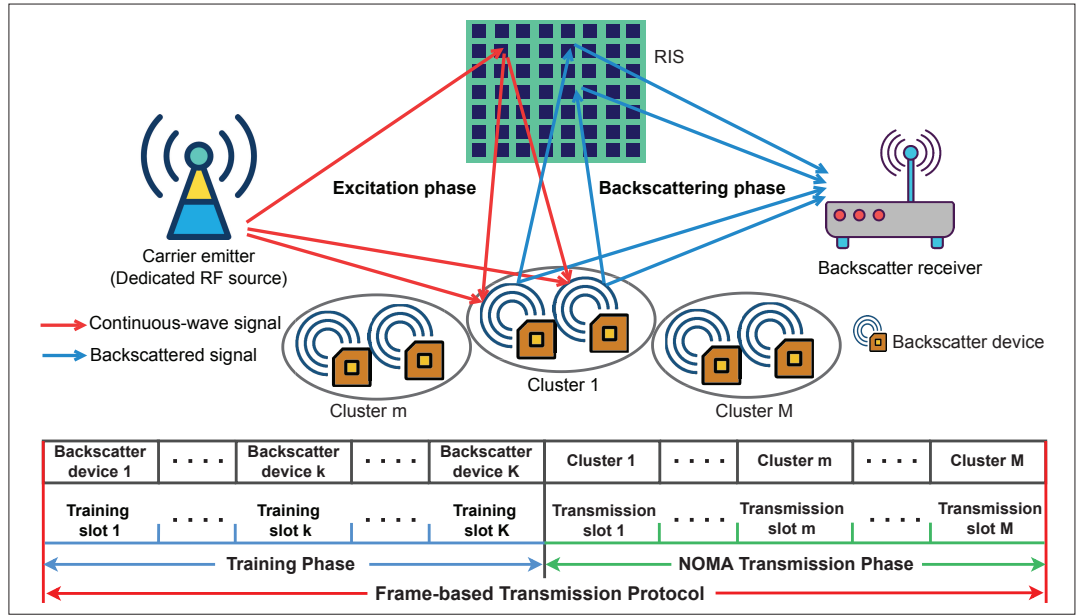 RIS
Excitation phase
Backscattering phase
Carrier emitter
(Dedicated RF source)
Backscatter receiver
Continuous-wave signal
Backscattered signal
Backscatter device
Cluster 1
Cluster m
Cluster M
Backscatter
device 1
. . . .
Backscatter
device k
. . . .
Backscatter
device K
Cluster 1
. . . .
Cluster m
. . . .
Cluster M
Training
slot 1
. . . .
Training
slot k
. . . .
Training
slot K
Transmission
slot 1
. . . .
Transmission
slot m
. . . .
Transmission
slot M
Training Phase
NOMA Transmission Phase
Frame-based Transmission Protocol